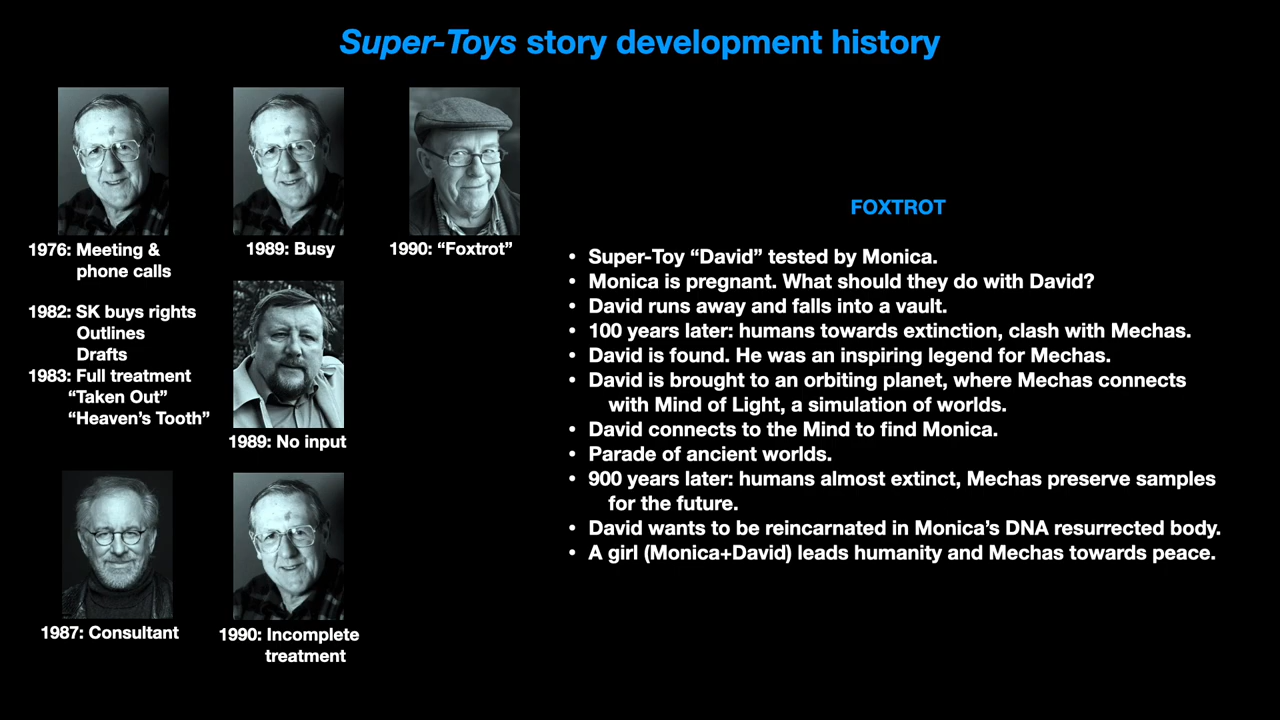 Super-Toys story development history
1976: Meeting &
phone calls
1982: SK buys rights
Outlines
Drafts
1983: Full treatment
“Taken Out”
“Heaven’s Tooth”
1987: Consultant
1989: Busy
1989: No input
1990: Incomplete
treatment
1990: “Foxtrot”
FOXTROT
• Super-Toy “David” tested by Monica.
• Monica is pregnant. What should they do with David?
• David runs away and falls into a vault.
• 100 years later: humans towards extinction, clash with Mechas.
• David is found. He was an inspiring legend for Mechas.
• David is brought to an orbiting planet, where Mechas connects
with Mind of Light, a simulation of worlds.
• David connects to the Mind to find Monica.
• Parade of ancient worlds.
• 900 years later: humans almost extinct, Mechas preserve samples
for the future.
• David wants to be reincarnated in Monica’s DNA resurrected body.
• A girl (Monica+David) leads humanity and Mechas towards peace.